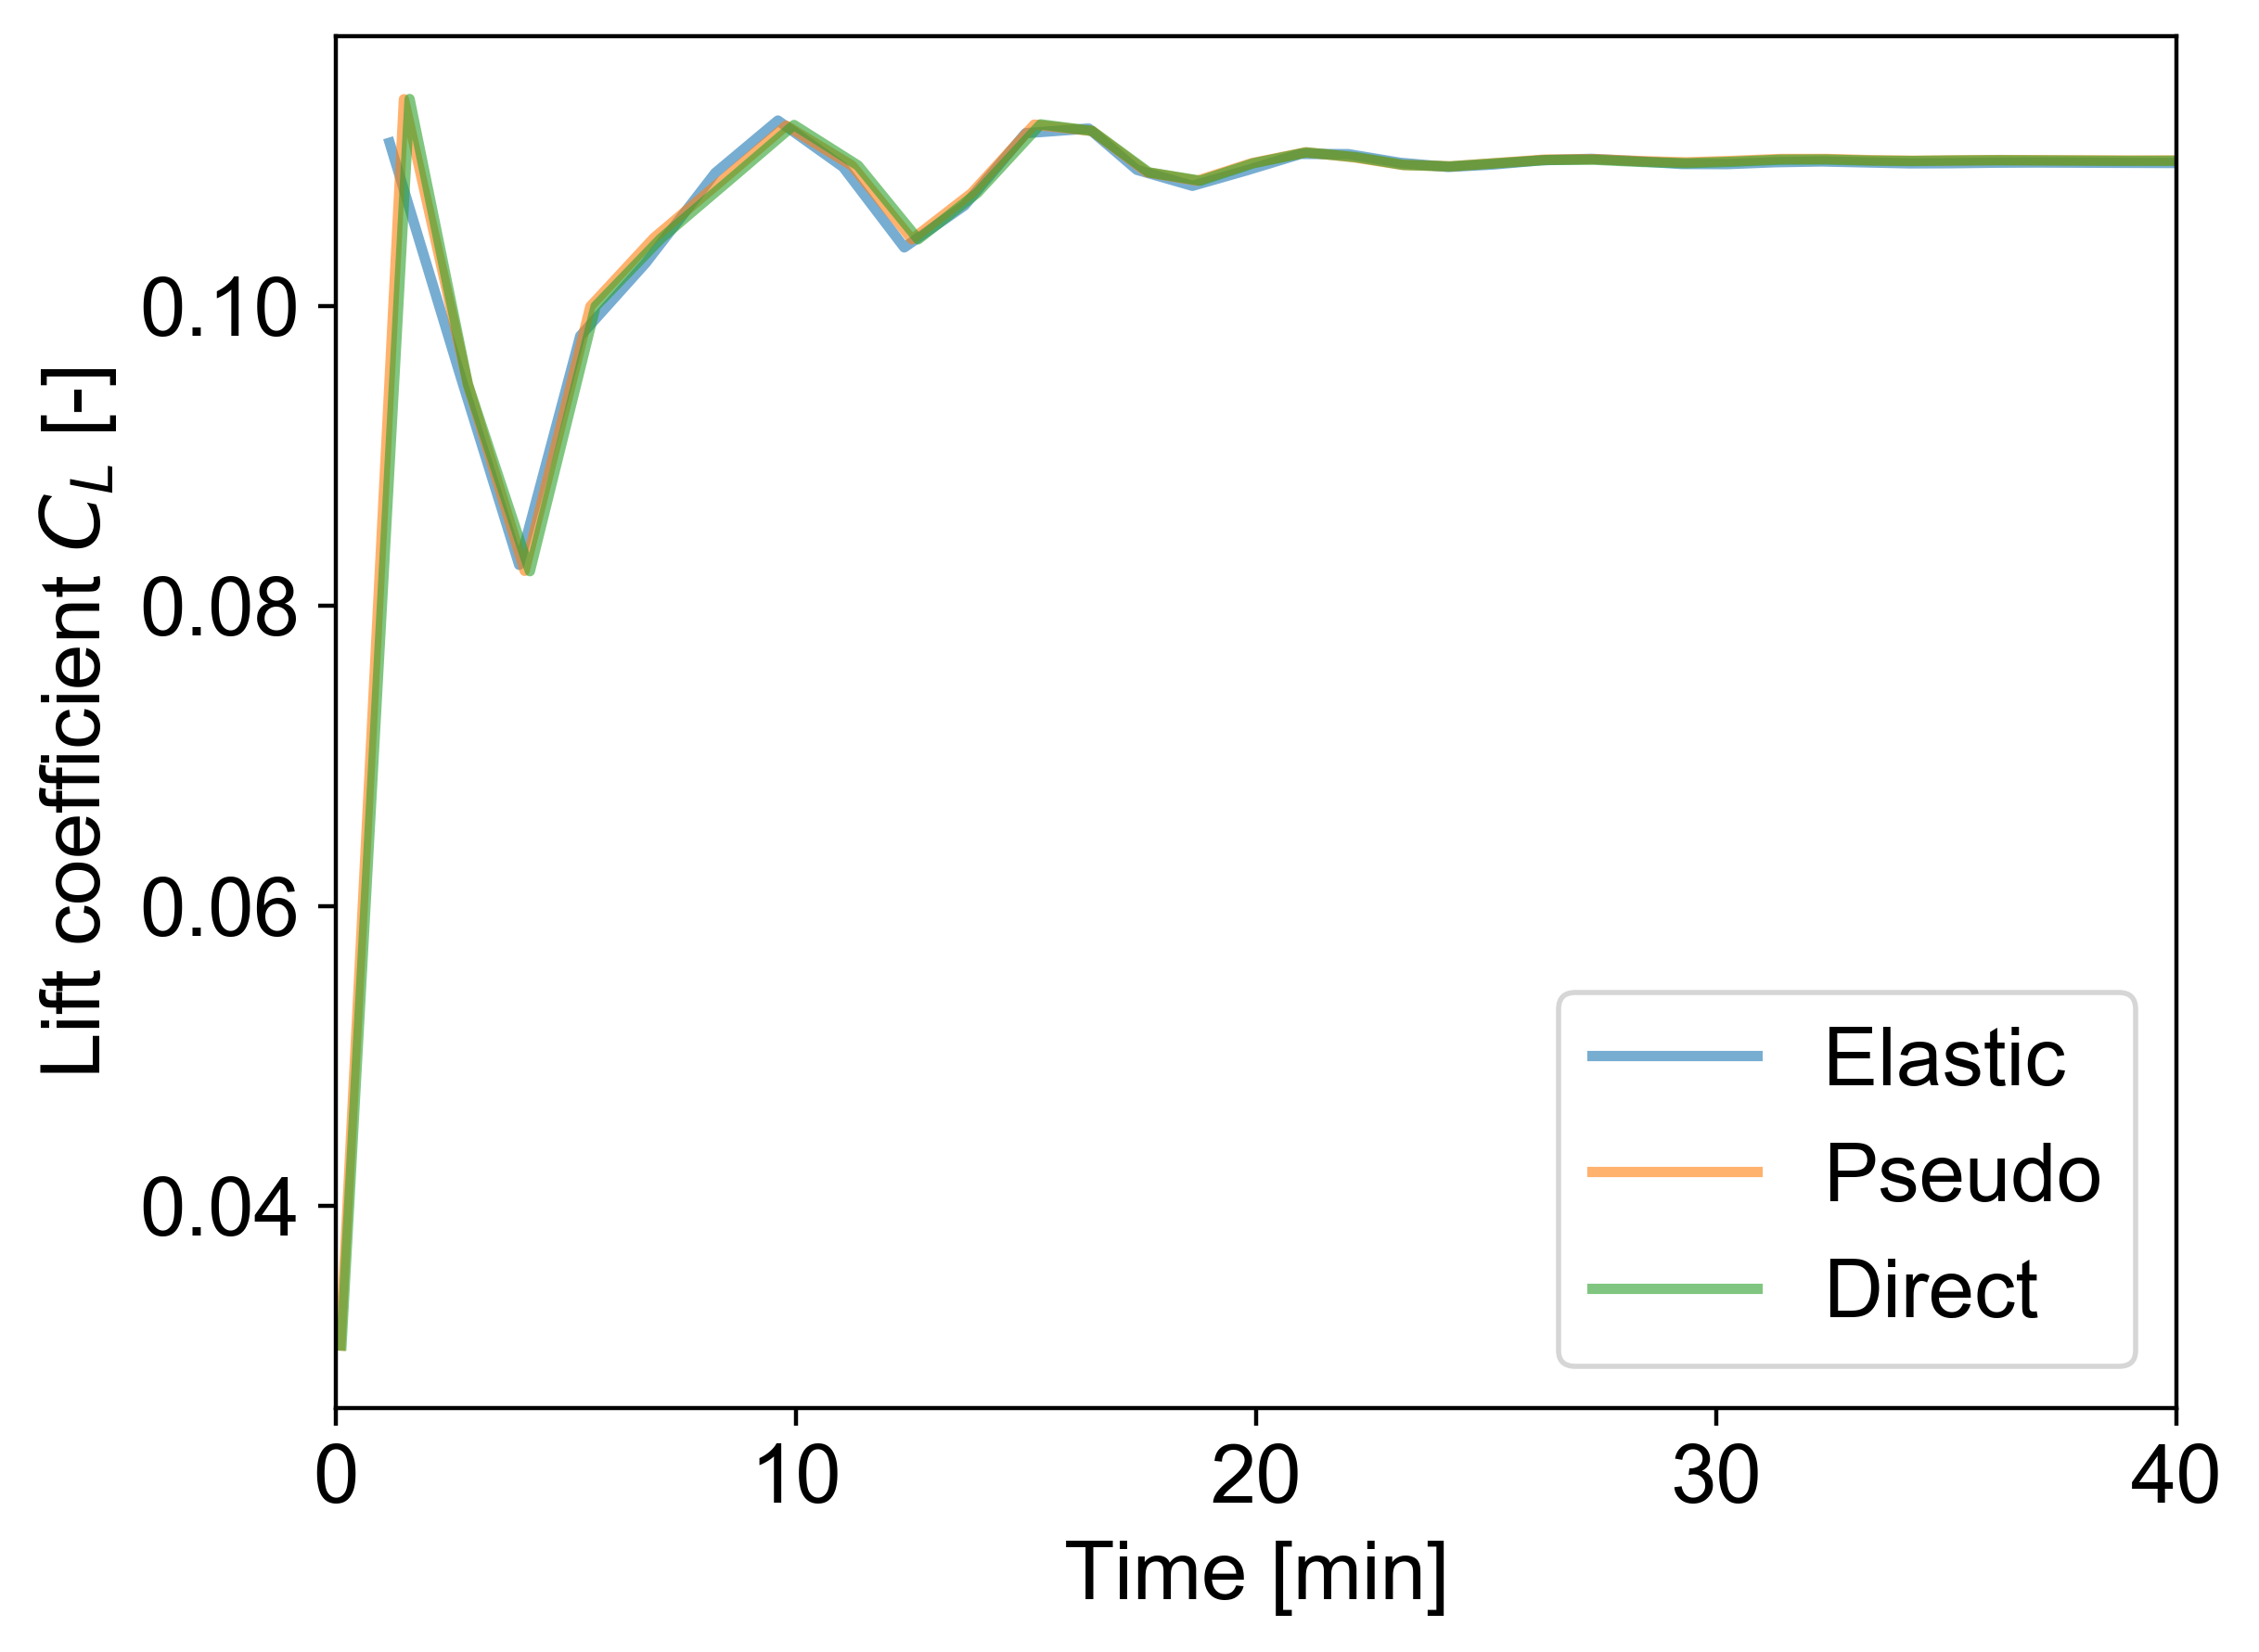 Lift coefficient C_L [-]
0.10
0.08
0.06
0.04
Elastic
Pseudo
Direct
0 10 20 30 40
Time [min]